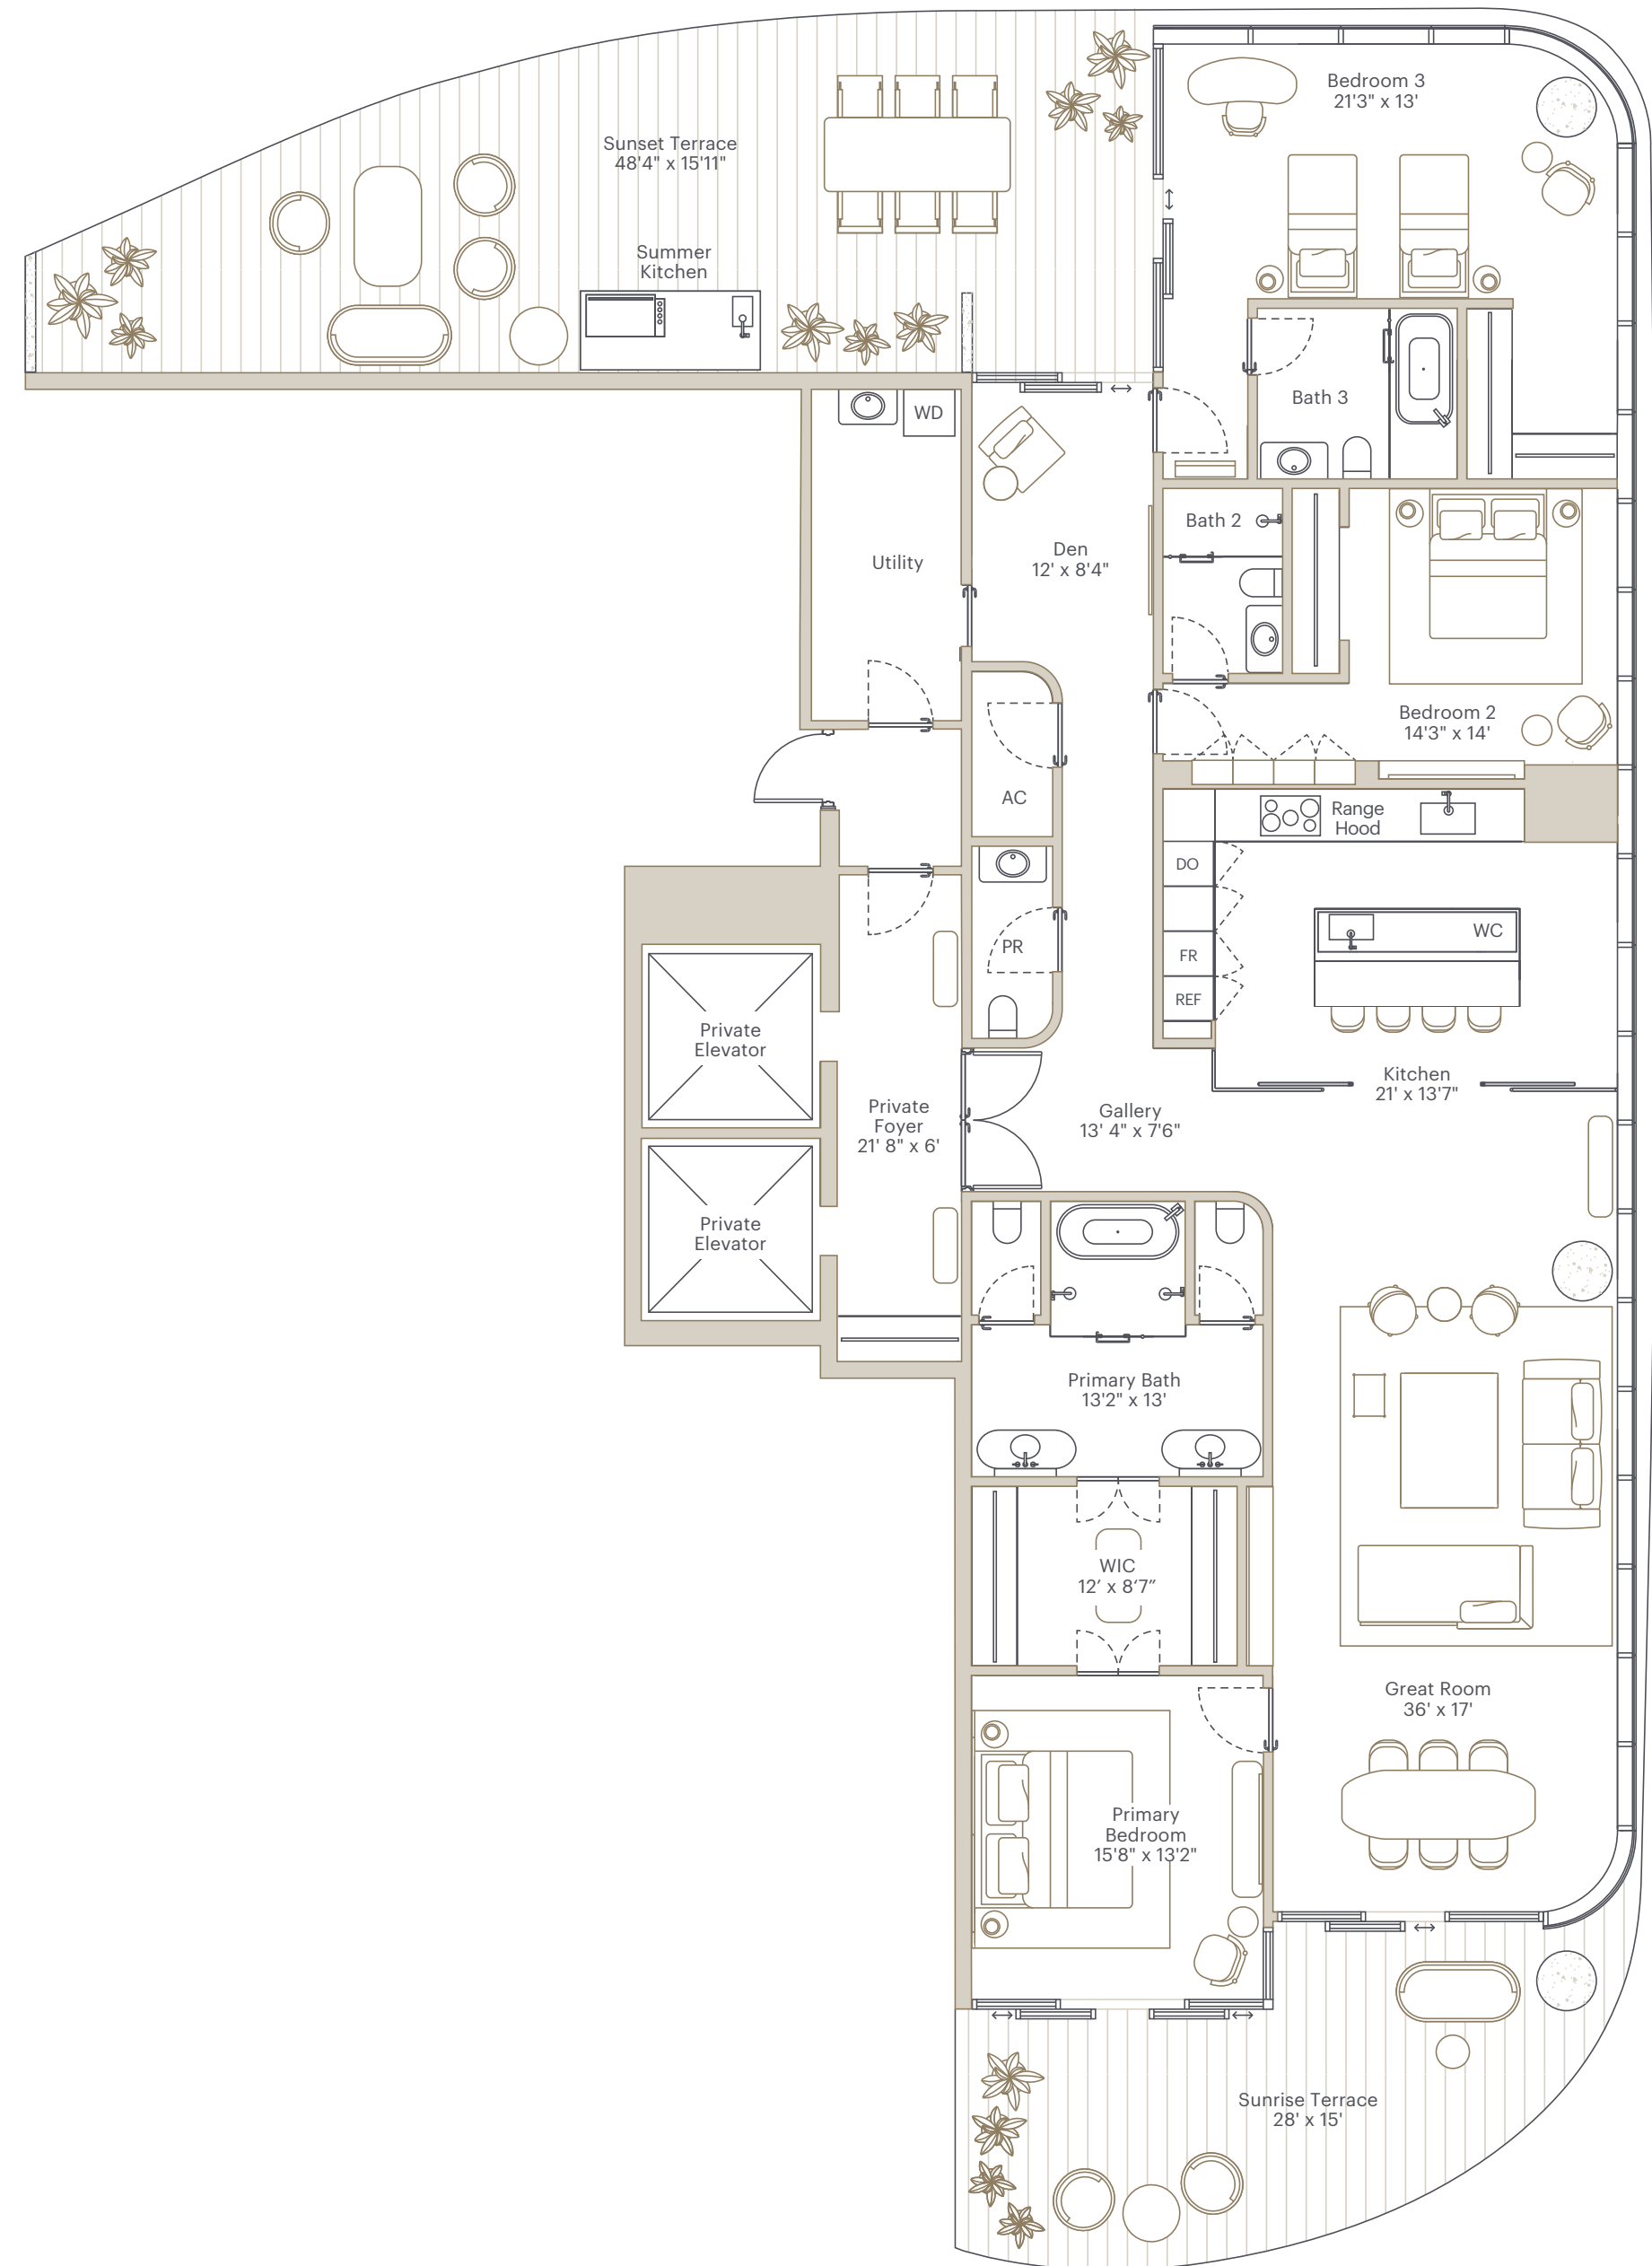 Bedroom 3
21'3" x 13'
Sunset Terrace
48'4" x 15'11"
Summer
Kitchen
Bath 3
WD
Bath 2
Den
12' x 8'4"
Utility
Bedroom 2
14'3" x 14'
AC
Range
Hood
DO
WC
PR
FR
REF
Private
Elevator
Kitchen
21' x 13'7"
Private
Foyer
21' 8" x 6'
Gallery
13' 4" x 7'6"
Private
Elevator
Primary Bath
13'2" x 13'
WIC
12′ x 8‘7″
Great Room
36' x 17'
Primary
Bedroom
15'8" x 13'2"
Sunrise Terrace
28' x 15'